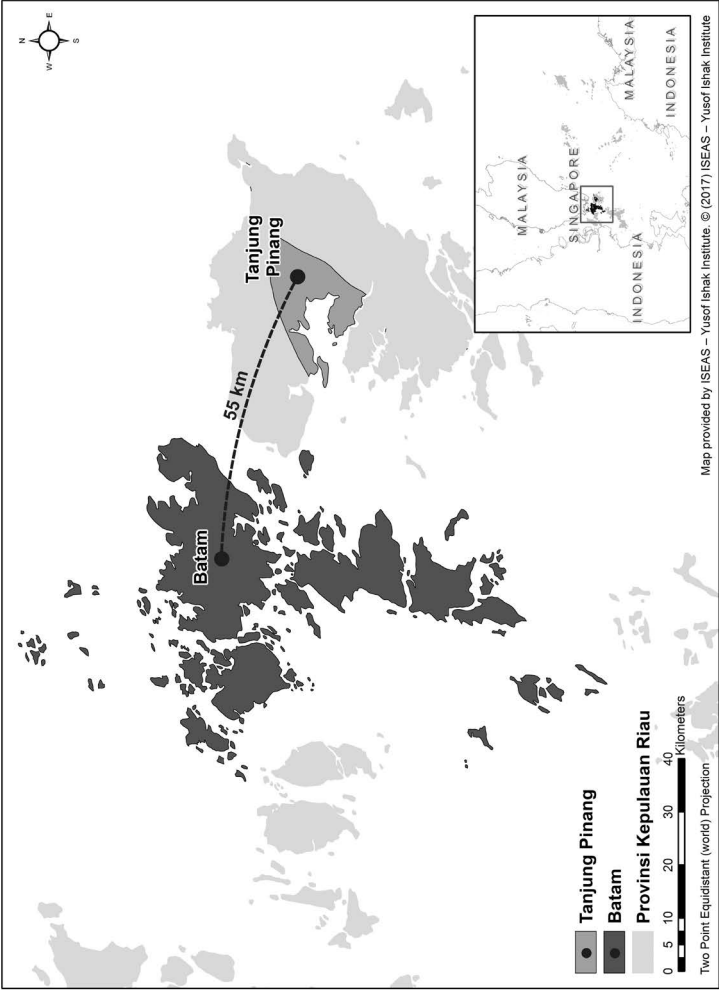 N
W
E
S
Batam
55 km
Tanjung
Pinang
Tanjung Pinang
Batam
Provinsi Kepulauan Riau
0 5 10 20 30 40
Kilometers
Two Point Equidistant (world) Projection
MALAYSIA
SINGAPORE
MALAYSIA
INDONESIA
INDONESIA
Map provided by ISEAS – Yusof Ishak Institute. © (2017) ISEAS – Yusof Ishak Institute